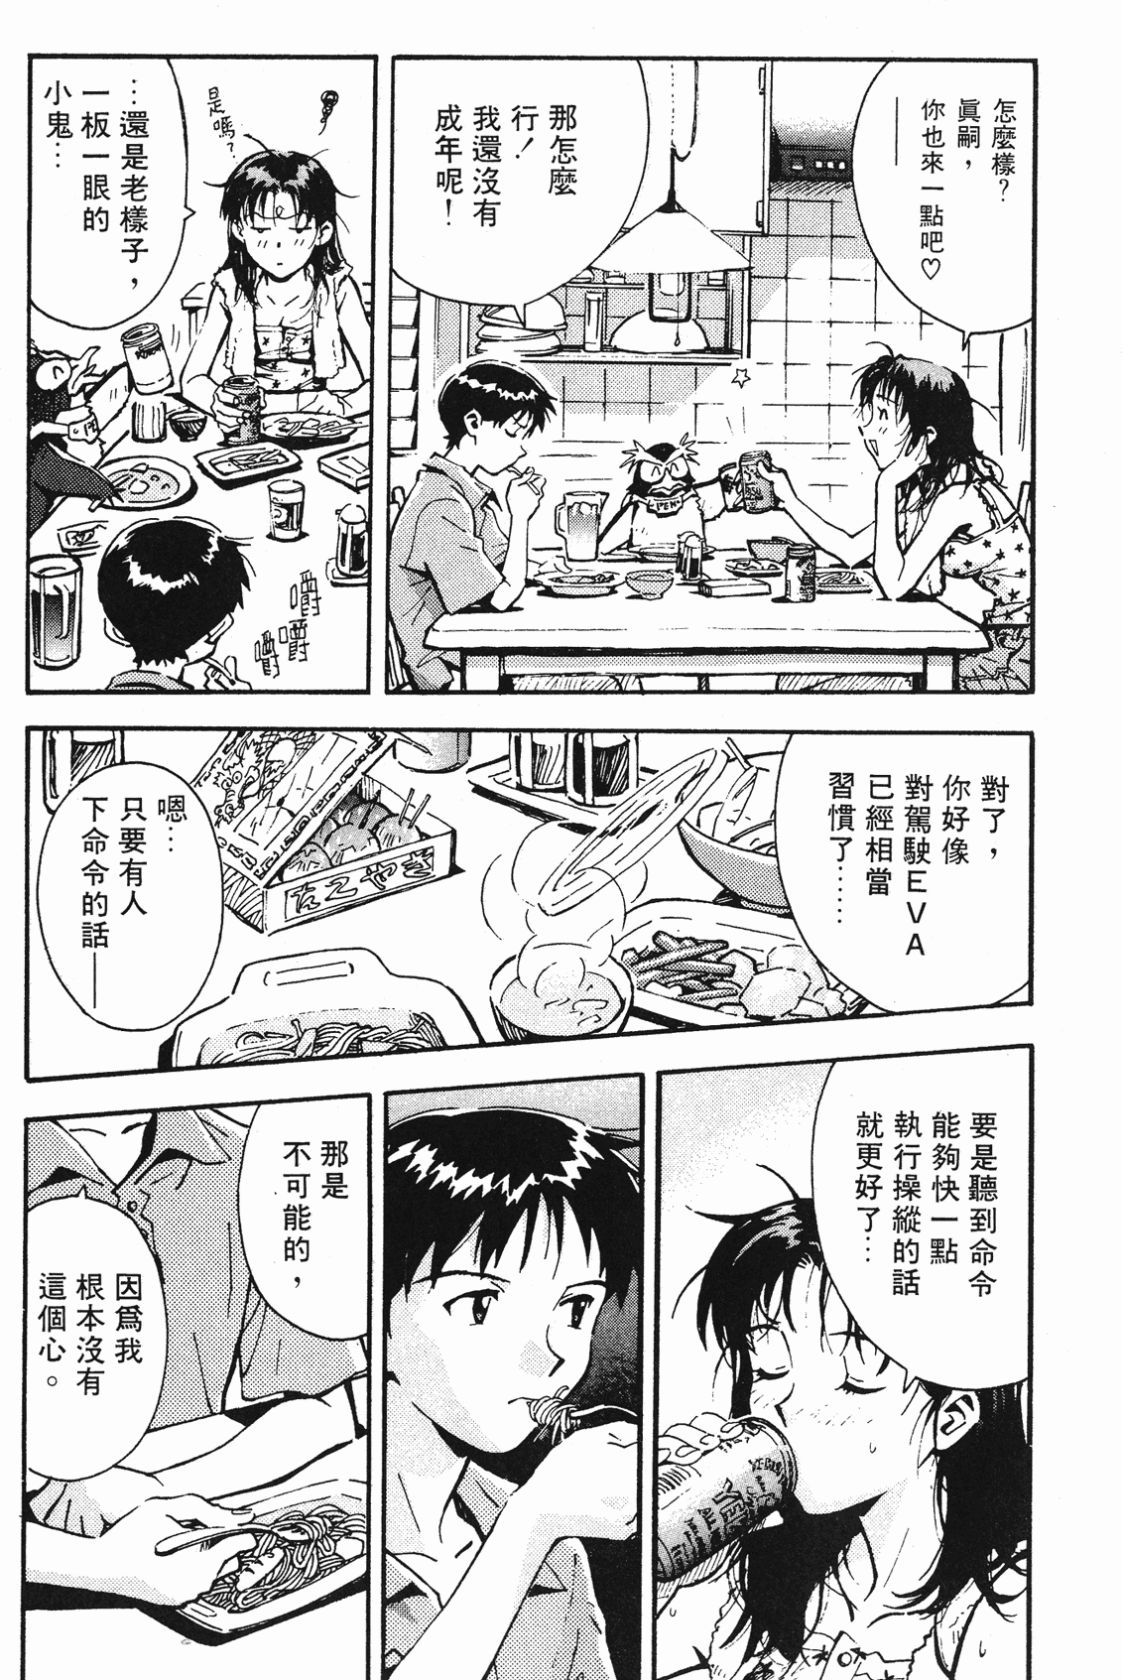 怎麼樣？
眞嗣，
你也來一點吧♡
——
那怎麼
行！
我還沒有
成年呢！
PEN
是嗎？
…還是老樣子，
一板一眼的
小鬼…
嚼
嚼
嚼
對了，
你好像
對駕駛EVA
已經相當
習慣了……
たこやき
嗯…
只要有人
下命令的話——
要是聽到命令
能夠快一點
執行操縱的話
就更好了…
那是
不可能的，
因爲我
根本沒有
這個心。